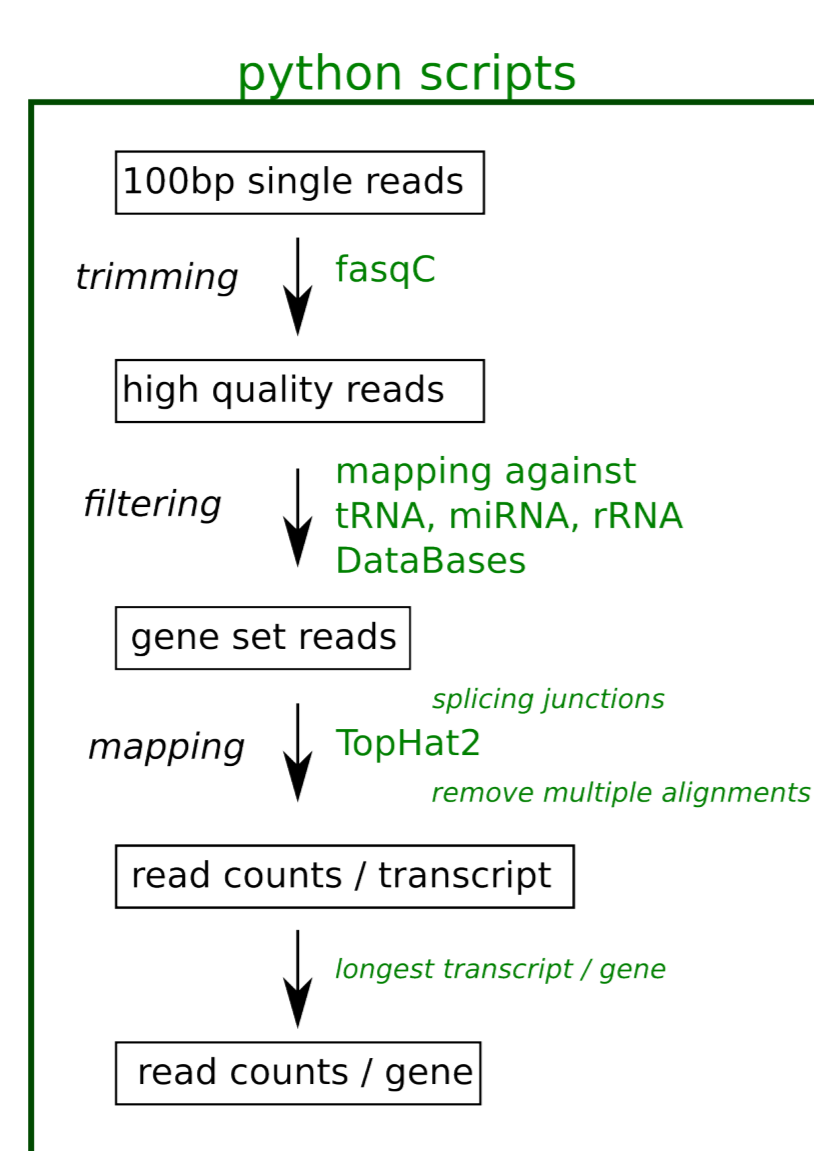 python scripts
100bp single reads
trimming
fasqC
high quality reads
filtering
mapping against
tRNA, miRNA, rRNA
DataBases
gene set reads
splicing junctions
mapping
TopHat2
remove multiple alignments
read counts / transcript
longest transcript / gene
read counts / gene